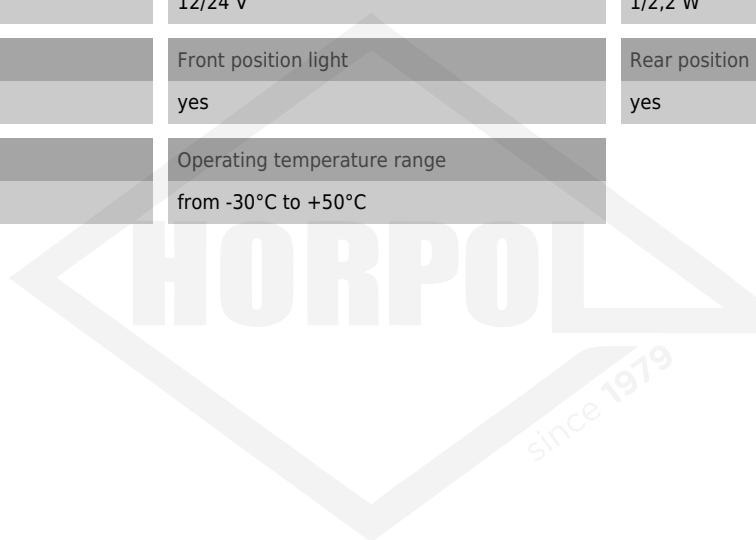 12/24 V 1/2,2 W
Front position light Rear position
yes yes
Operating temperature range
from -30°C to +50°C
HORPOL
since 1979